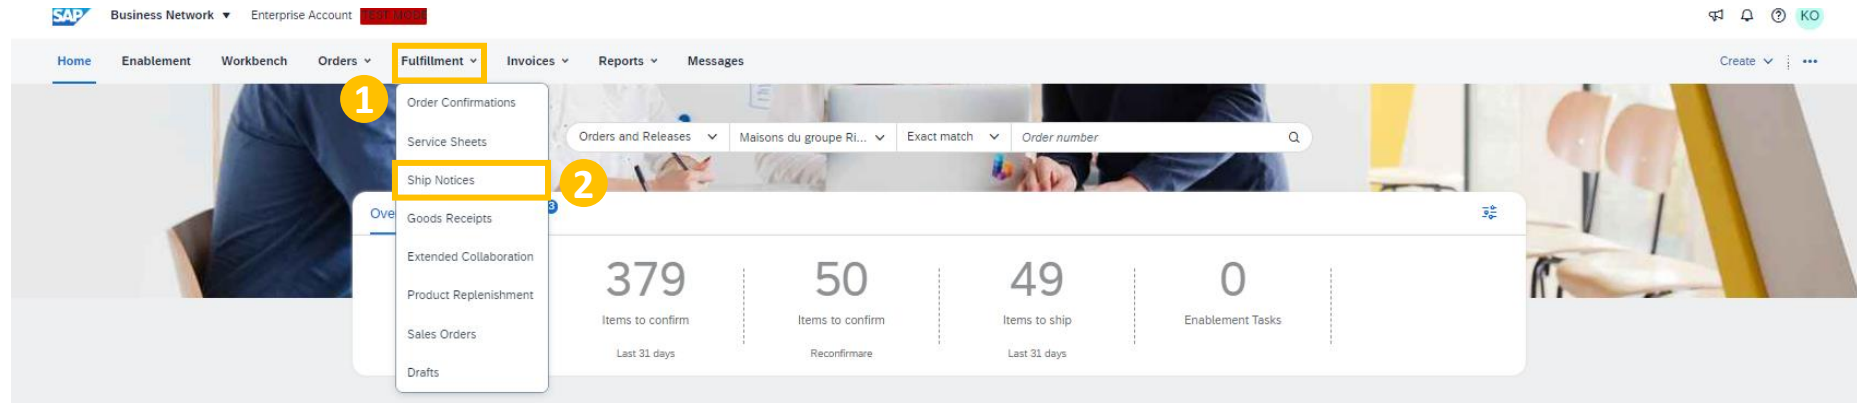 SAP Business Network Enterprise Account TEST MODE KO
Home Enablement Workbench Orders Fulfillment Invoices Reports Messages Create
1
Order Confirmations
Service Sheets
Ship Notices
2
Goods Receipts
Extended Collaboration
Product Replenishment
Sales Orders
Drafts
Orders and Releases Maisons du groupe Ri... Exact match Order number
Ove 3
379 50 49 0
Items to confirm Items to confirm Items to ship Enablement Tasks
Last 31 days Reconfirmare Last 31 days